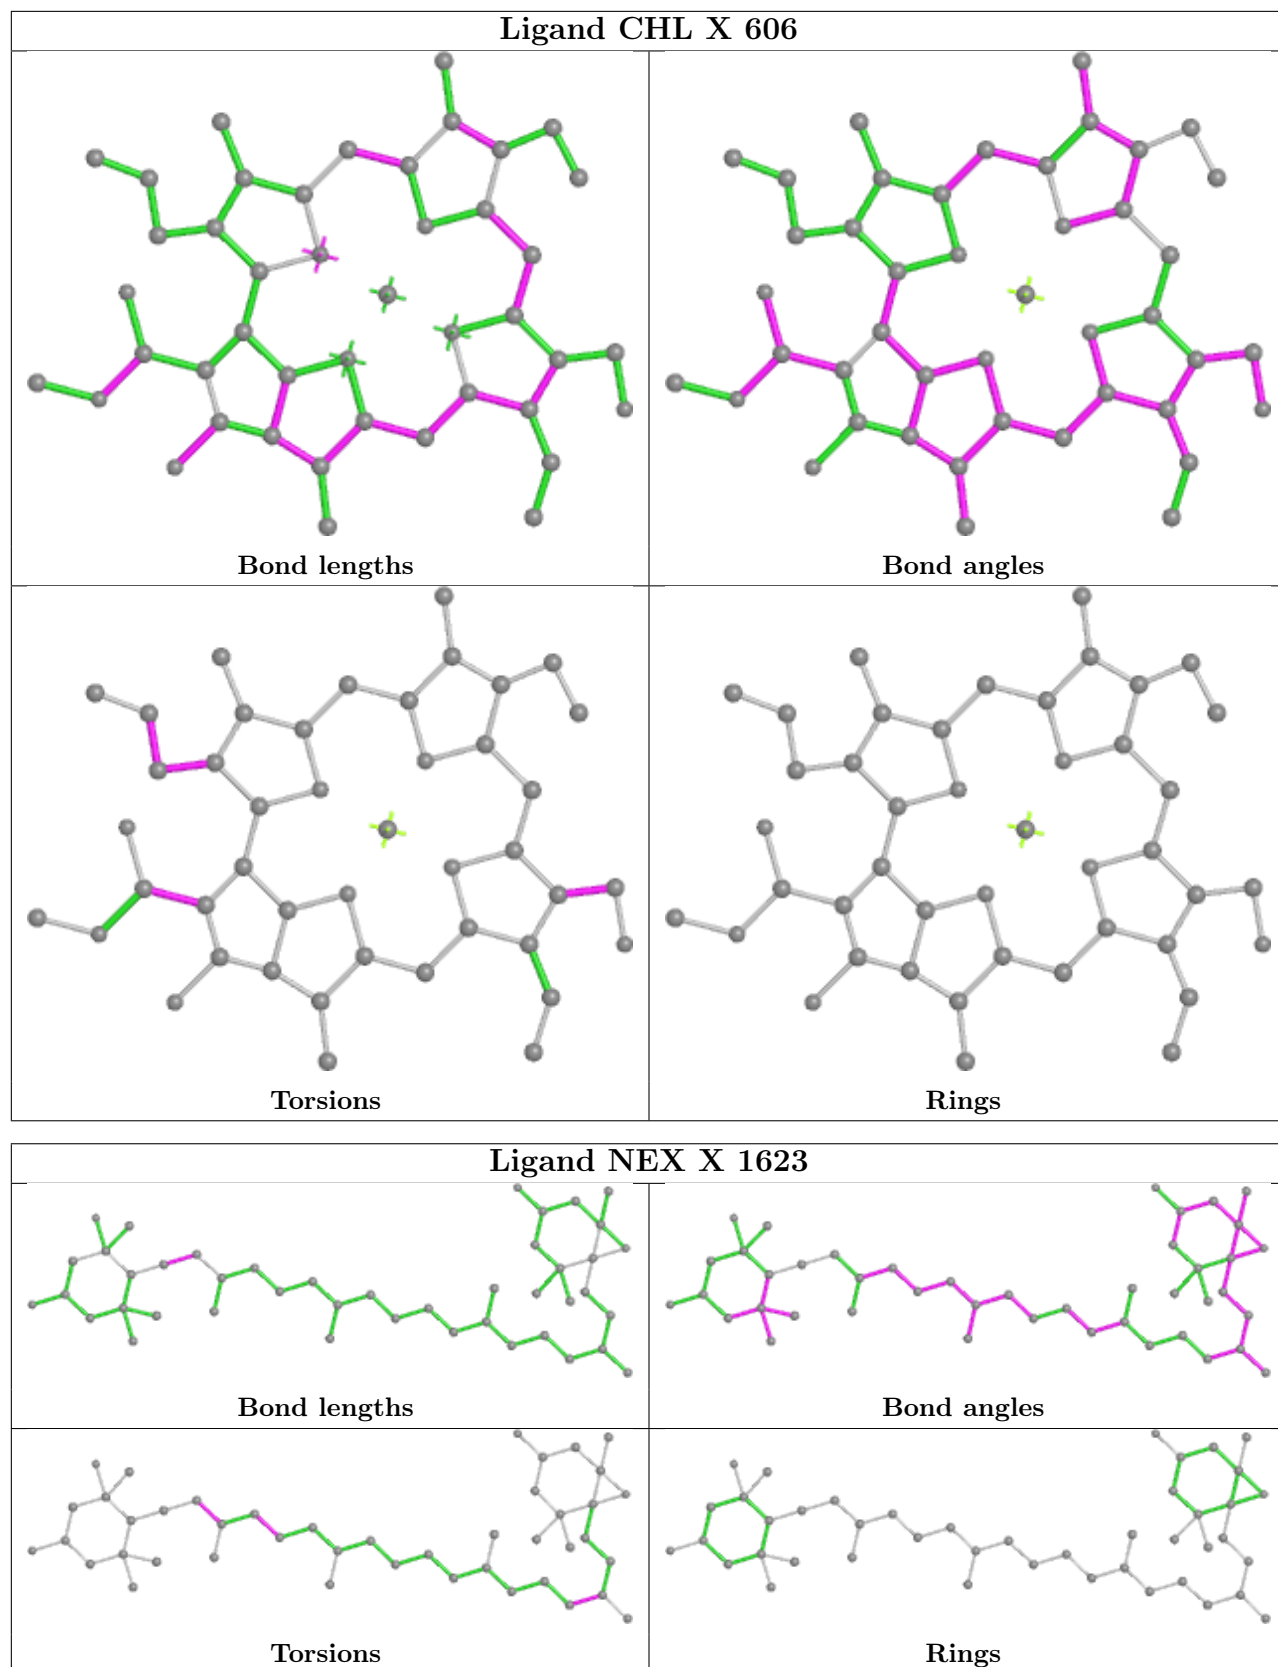 Ligand CHL X 606
Bond lengths
Bond angles
Torsions
Rings
Ligand NEX X 1623
Bond lengths
Bond angles
Torsions
Rings